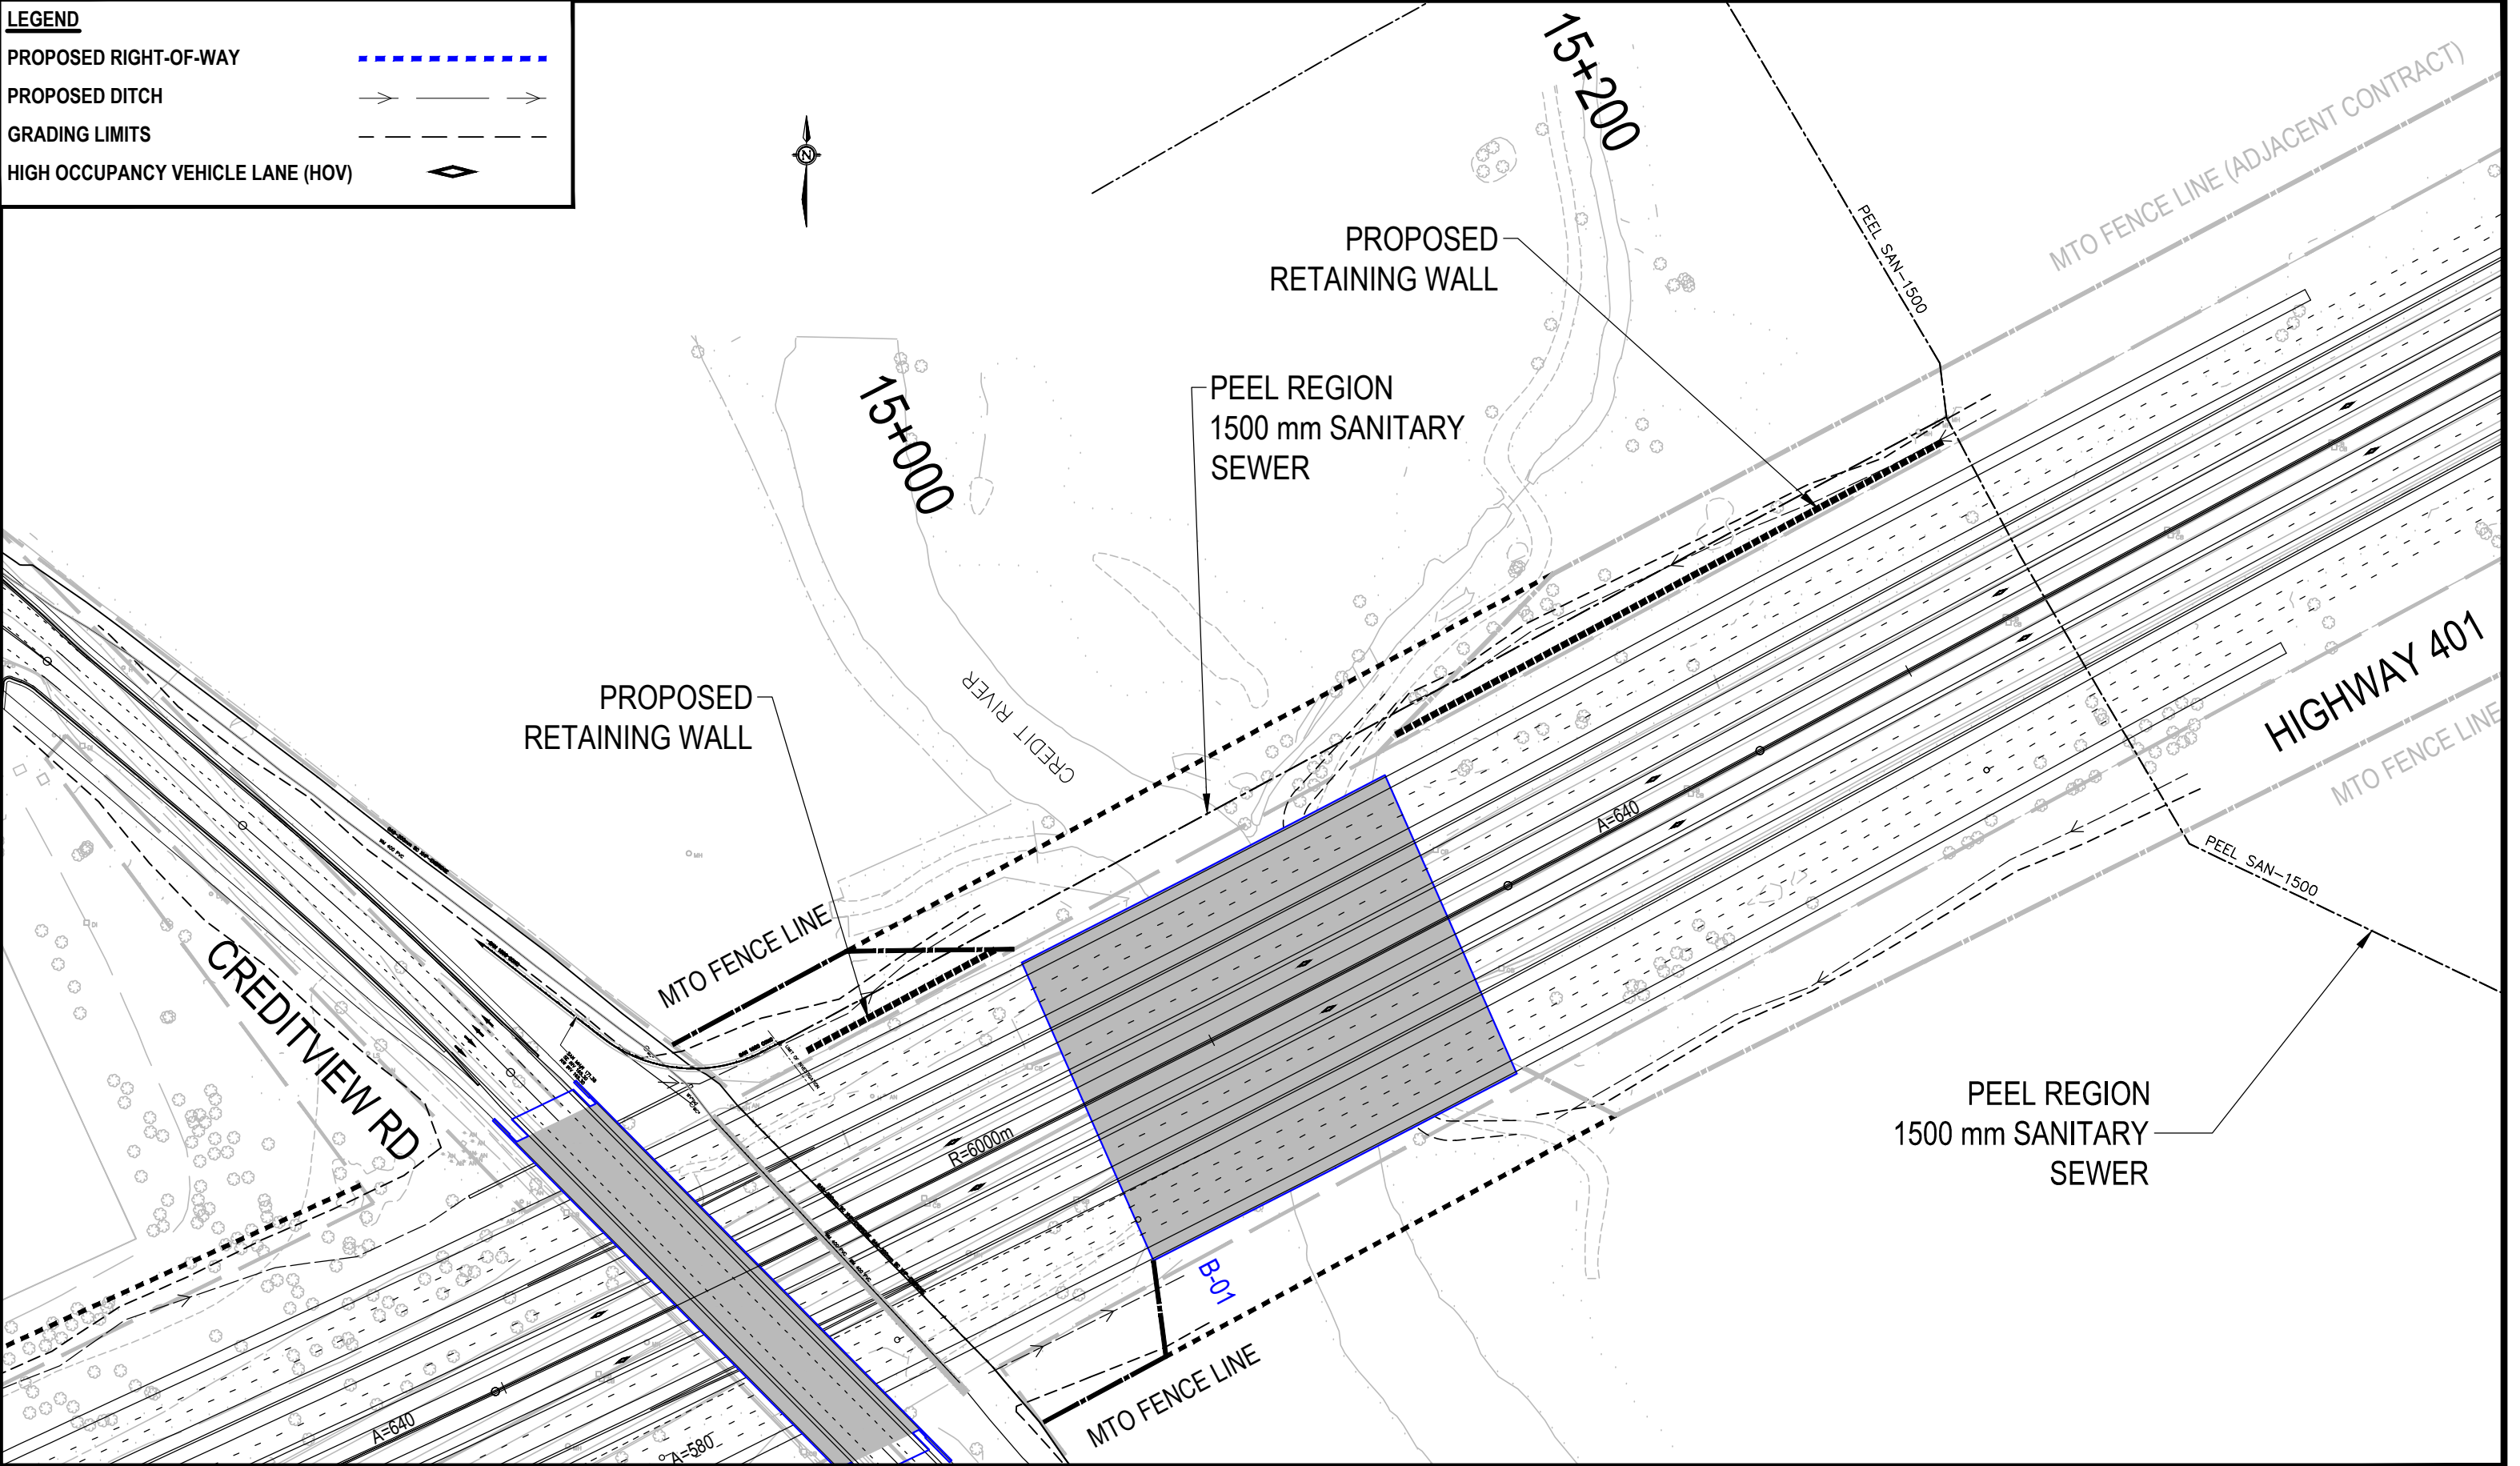 LEGEND
PROPOSED RIGHT-OF-WAY
PROPOSED DITCH
GRADING LIMITS
HIGH OCCUPANCY VEHICLE LANE (HOV)
N
15+200
MTO FENCE LINE (ADJACENT CONTRACT)
PROPOSED
RETAINING WALL
PEEL SAN-1500
15+000
PEEL REGION
1500 mm SANITARY
SEWER
HIGHWAY 401
MTO FENCE LINE
PROPOSED
RETAINING WALL
CREDIT RIVER
A=640
PEEL SAN-1500
MTO FENCE LINE
CREDITVIEW RD
R=6000m
PEEL REGION
1500 mm SANITARY
SEWER
B-01
MTO FENCE LINE
A=640
A=580